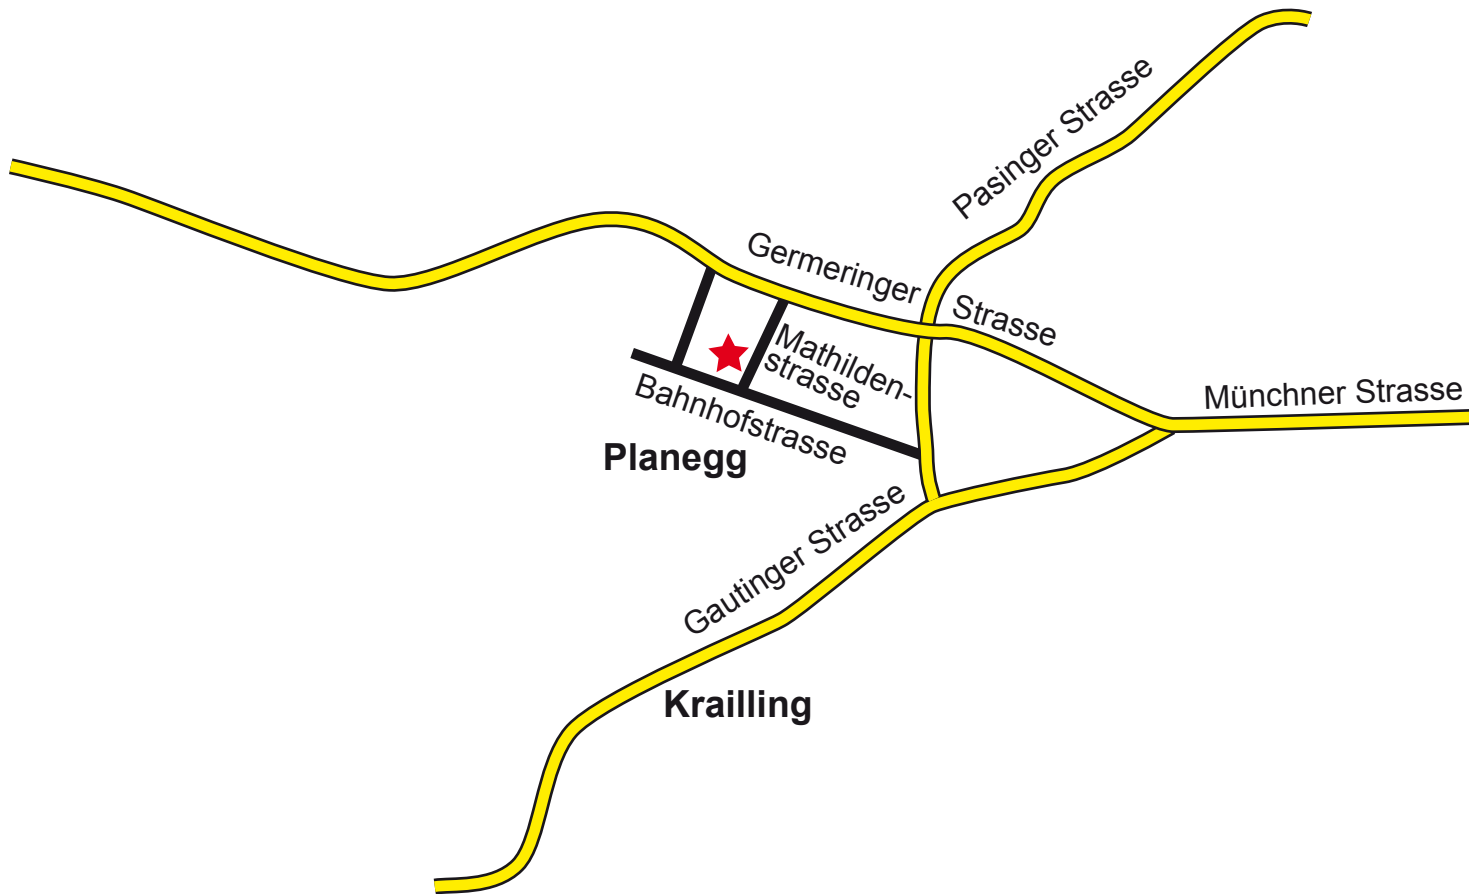 Pasinger Strasse
Germeringer Strasse
Mathilden-
strasse
Bahnhofstrasse
Münchner Strasse
Planegg
Gautinger Strasse
Krailling